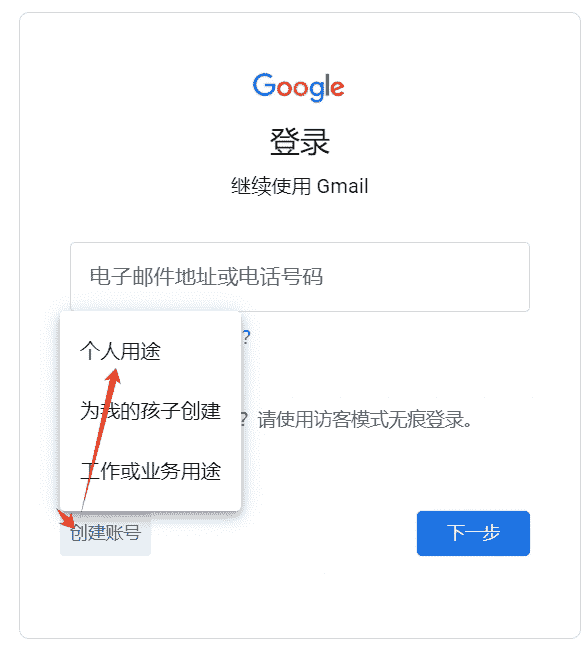 Google
登录
继续使用 Gmail
电子邮件地址或电话号码
?
个人用途
为我的孩子创建
? 请使用访客模式无痕登录。
工作或业务用途
创建账号
下一步